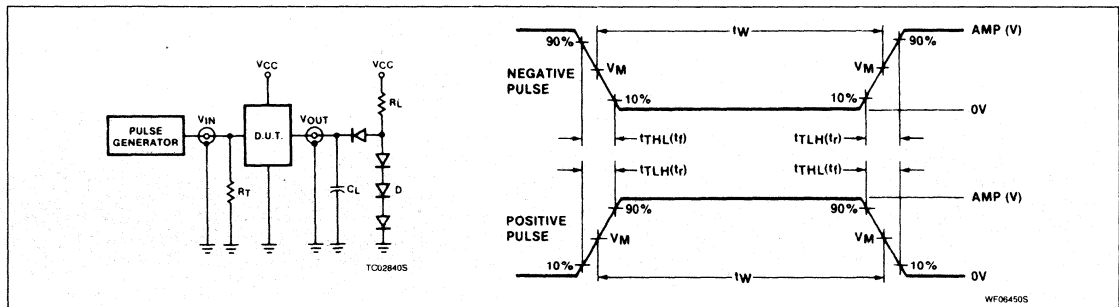 VCC
VCC
RL
PULSE
GENERATOR
VIN
D.U.T.
VOUT
RT
CL
D
TC02840S
tW
AMP (V)
90%
90%
VM
VM
NEGATIVE
PULSE
10%
10%
0V
tTHL(tf)
tTLH(tr)
tTLH(tr)
tTHL(tf)
AMP (V)
90%
90%
POSITIVE
PULSE
VM
VM
10%
10%
tW
0V
WF06450S